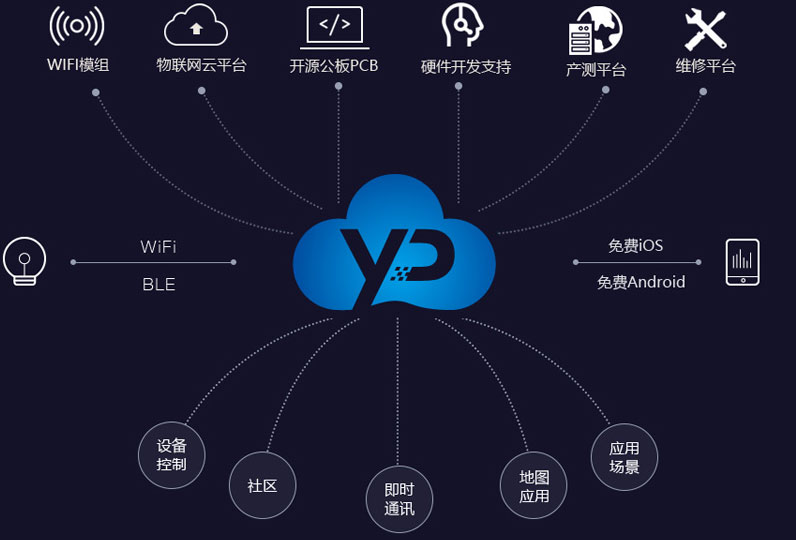 </>
WIFI模组
物联网云平台
开源公板PCB
硬件开发支持
产测平台
维修平台
WiFi
BLE
YP
免费iOS
免费Android
设备
控制
社区
即时
通讯
地图
应用
应用
场景